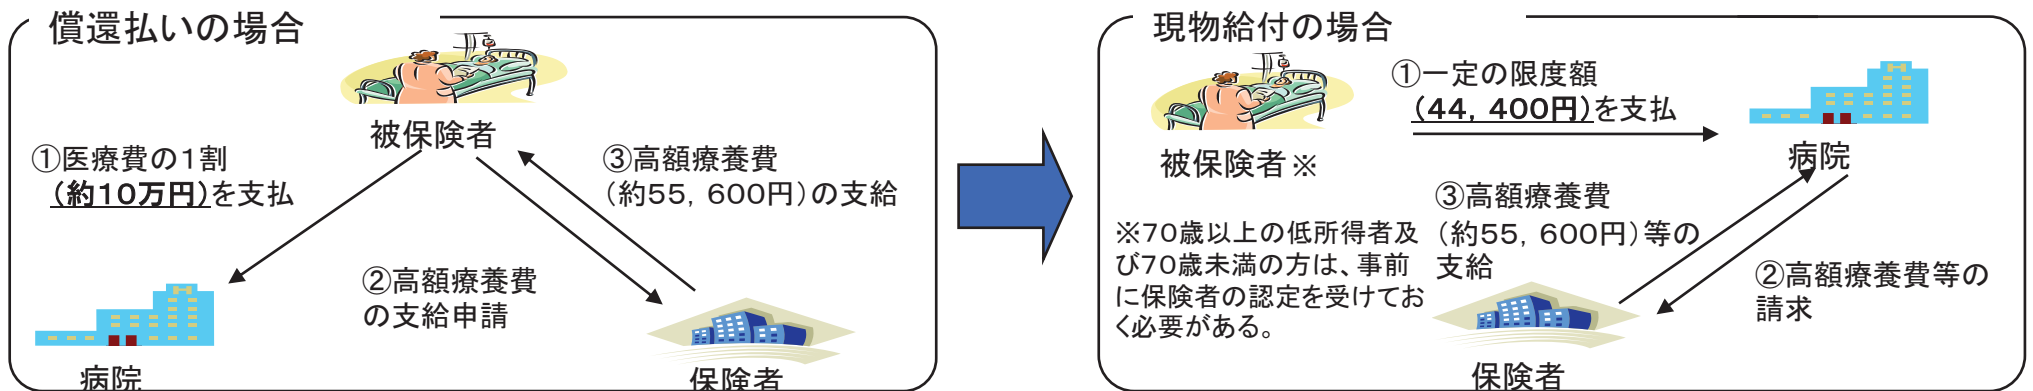 償還払いの場合
被保険者
①医療費の1割
(約10万円)を支払
③高額療養費
(約55,600円)の支給
②高額療養費
の支給申請
病院
保険者
現物給付の場合
①一定の限度額
(44,400円)を支払
被保険者※
病院
③高額療養費
(約55,600円)等の
支給
※70歳以上の低所得者及
び70歳未満の方は、事前
に保険者の認定を受けてお
く必要がある。
②高額療養費等の
請求
保険者